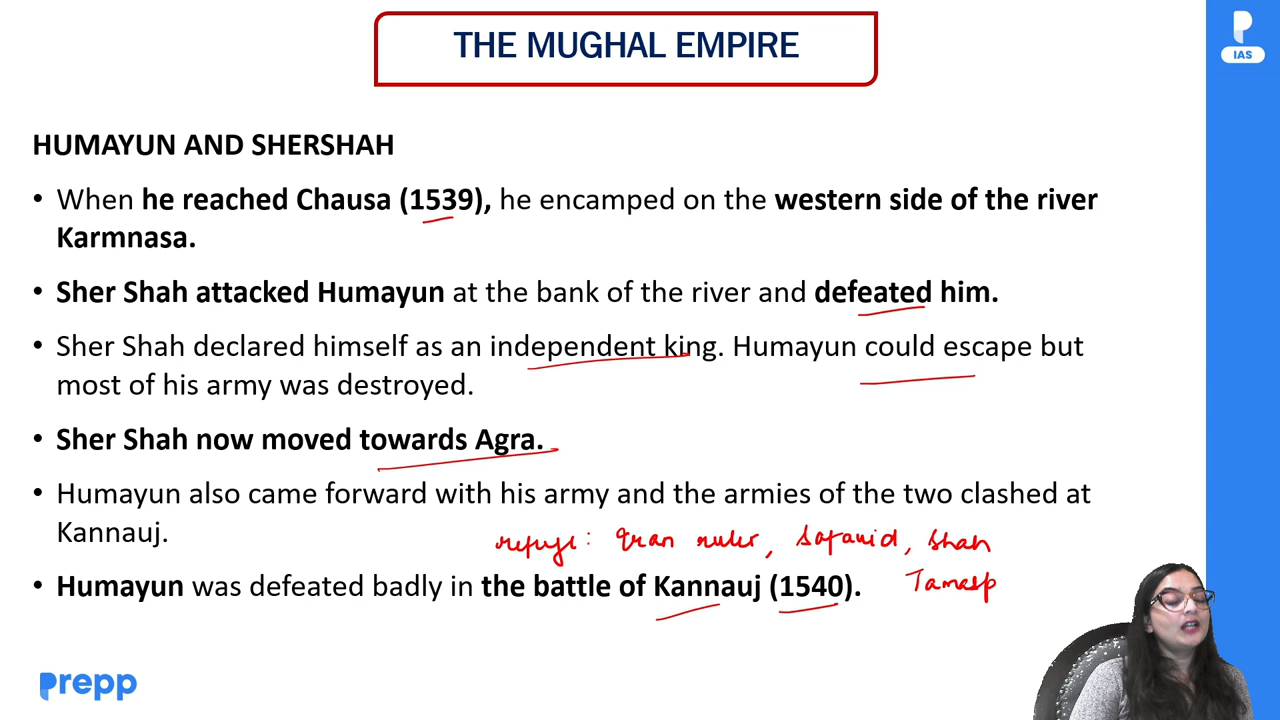 THE MUGHAL EMPIRE
IAS
HUMAYUN AND SHERSHAH
• When he reached Chausa (1539), he encamped on the western side of the river
Karmnasa.
• Sher Shah attacked Humayun at the bank of the river and defeated him.
• Sher Shah declared himself as an independent king. Humayun could escape but
most of his army was destroyed.
• Sher Shah now moved towards Agra.
• Humayun also came forward with his army and the armies of the two clashed at
Kannauj.
refuge: Iran ruler, Safavid, Shah
Tamasp
• Humayun was defeated badly in the battle of Kannauj (1540).
prepp